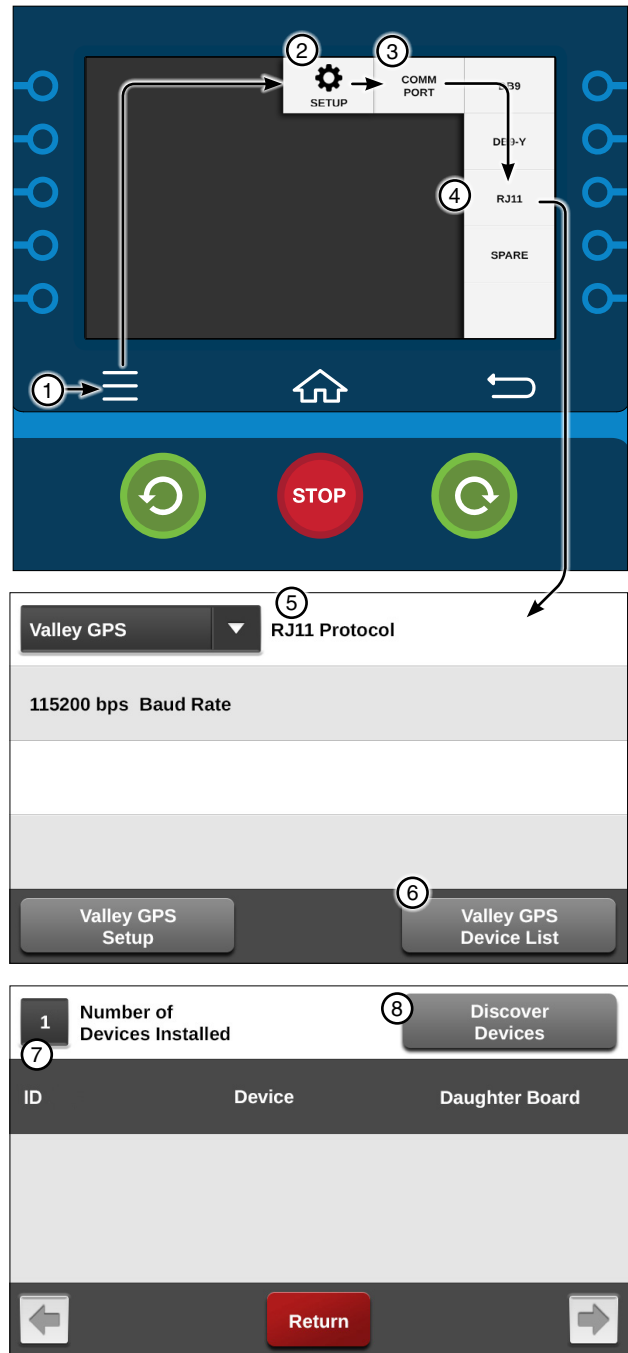 2
3
SETUP
COMM
PORT
DB9
DB9-Y
4
RJ11
SPARE
1
STOP
5
Valley GPS
RJ11 Protocol
115200 bps Baud Rate
6
Valley GPS
Setup
Valley GPS
Device List
1
Number of
Devices Installed
8
Discover
Devices
7
ID Device Daughter Board
Return